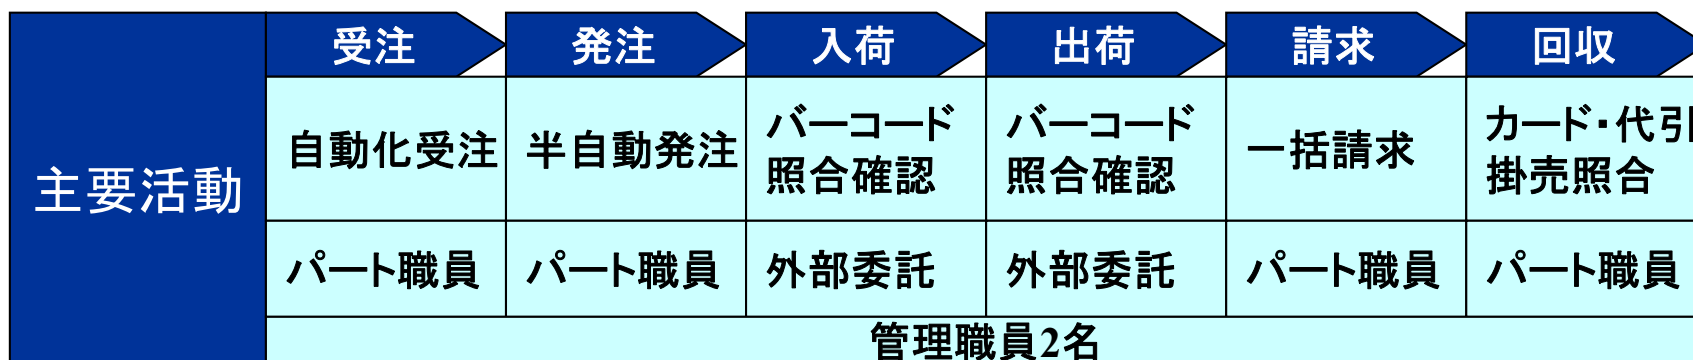 受注 発注 入荷 出荷 請求 回収
主要活動
自動化受注 半自動発注 バーコード照合確認 バーコード照合確認 一括請求 カード・代引掛売照合
パート職員 パート職員 外部委託 外部委託 パート職員 パート職員
管理職員2名